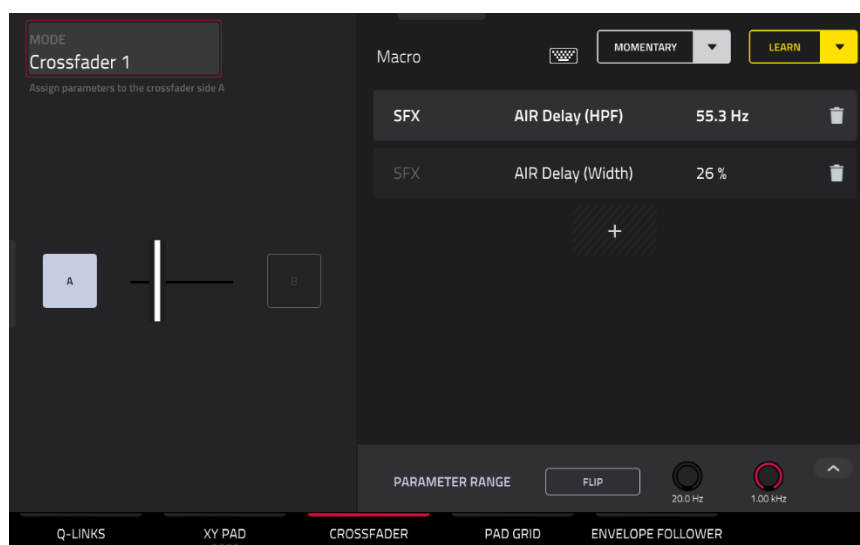 MODE
Crossfader 1
Assign parameters to the crossfader side A
A
B
Macro
MOMENTARY
LEARN
SFX AIR Delay (HPF) 55.3 Hz
SFX AIR Delay (Width) 26 %
+
PARAMETER RANGE
FLIP
20.0 Hz
1.00 kHz
Q-LINKS
XY PAD
CROSSFADER
PAD GRID
ENVELOPE FOLLOWER